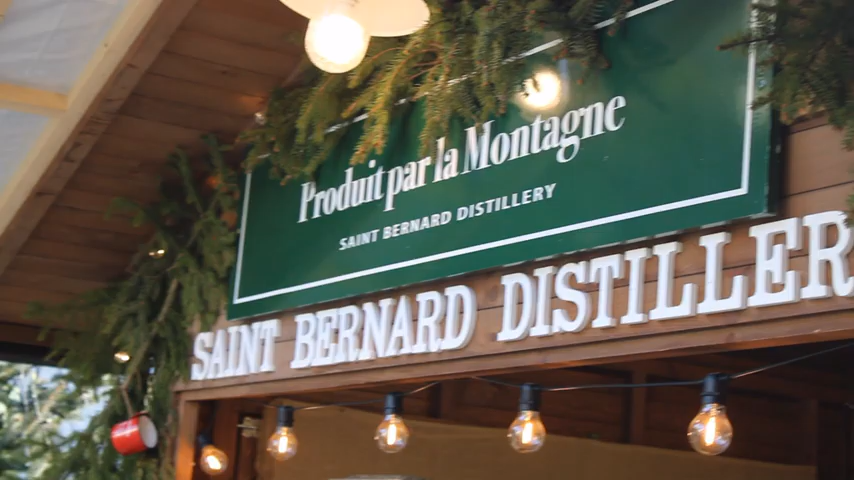 Produit par la Montagne
SAINT BERNARD DISTILLERY
SAINT BERNARD DISTILLER